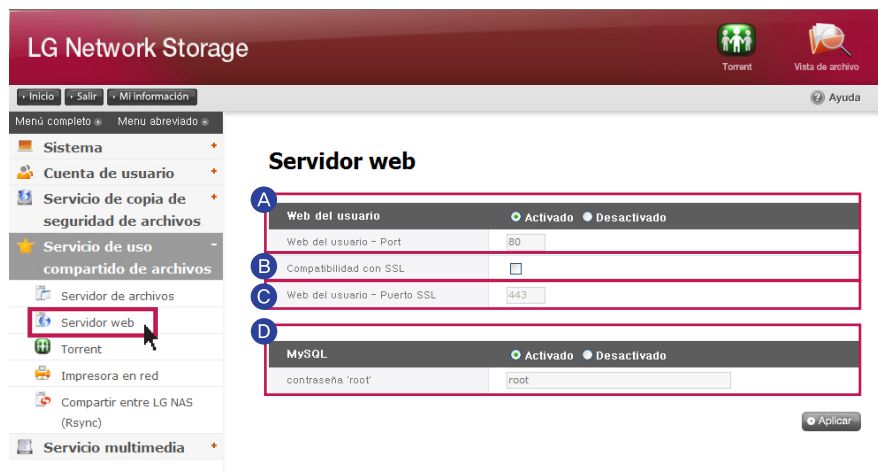 LG Network Storage
Torrent
Vista de archivo
Inicio
Salir
Mi información
Ayuda
Menú completo
Menu abreviado
Sistema
Cuenta de usuario
Servicio de copia de
seguridad de archivos
Servicio de uso
compartido de archivos
Servidor de archivos
Servidor web
Torrent
Impresora en red
Compartir entre LG NAS
(Rsync)
Servicio multimedia
Servidor web
A
Web del usuario Activado Desactivado
Web del usuario - Port 80
B
Compatibilidad con SSL
C
Web del usuario - Puerto SSL 443
D
MySQL Activado Desactivado
contraseña 'root' root
Aplicar